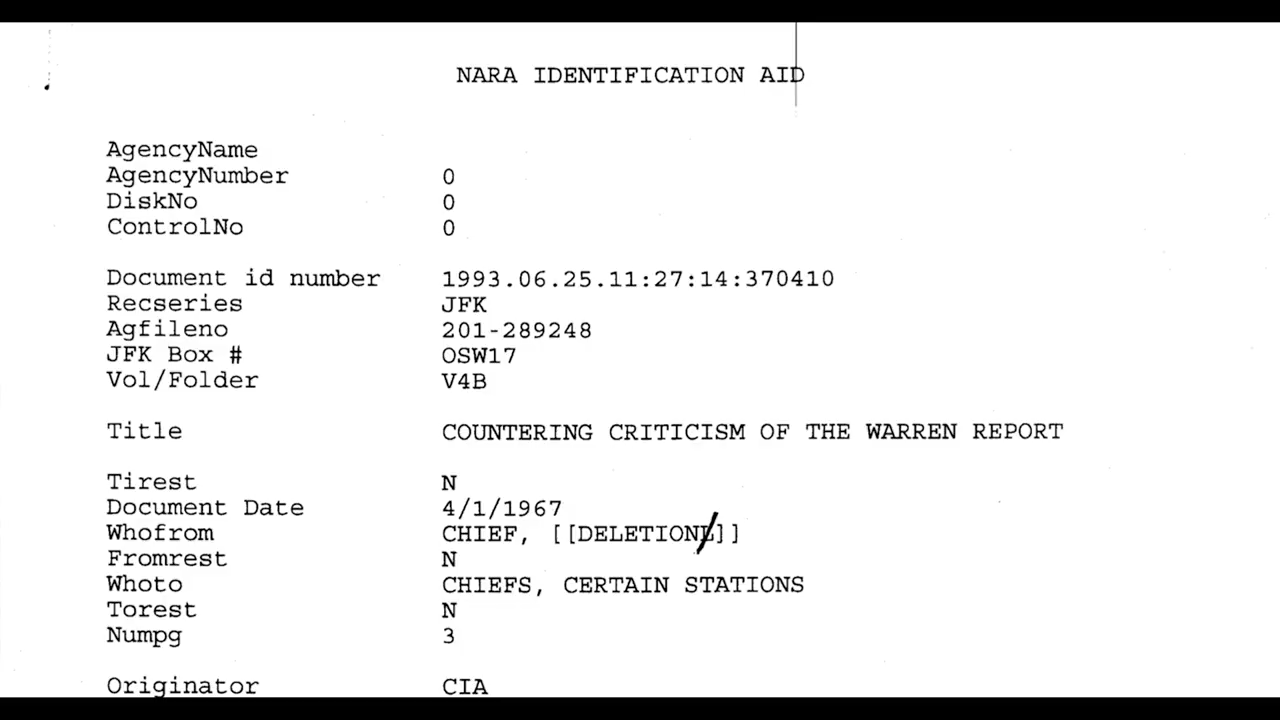 NARA IDENTIFICATION AID
AgencyName
AgencyNumber 0
DiskNo 0
ControlNo 0
Document id number 1993.06.25.11:27:14:370410
Recseries JFK
Agfileno 201-289248
JFK Box # OSW17
Vol/Folder V4B
Title COUNTERING CRITICISM OF THE WARREN REPORT
Tirest N
Document Date 4/1/1967
Whofrom CHIEF, [[DELETIONL]]
Fromrest N
Whoto CHIEFS, CERTAIN STATIONS
Torest N
Numpg 3
Originator CIA